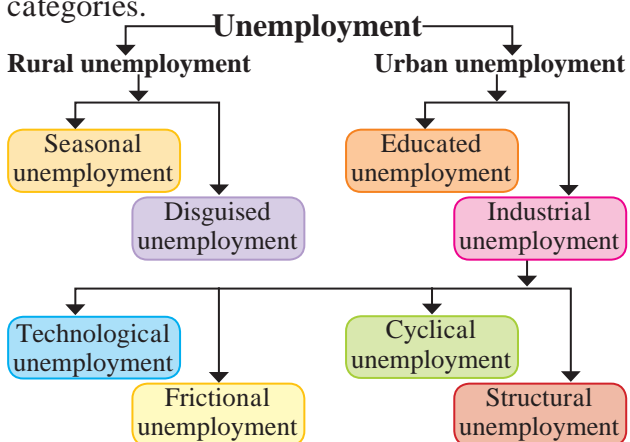 categories.
Unemployment
Rural unemployment
Urban unemployment
Seasonal
unemployment
Disguised
unemployment
Educated
unemployment
Industrial
unemployment
Technological
unemployment
Frictional
unemployment
Cyclical
unemployment
Structural
unemployment